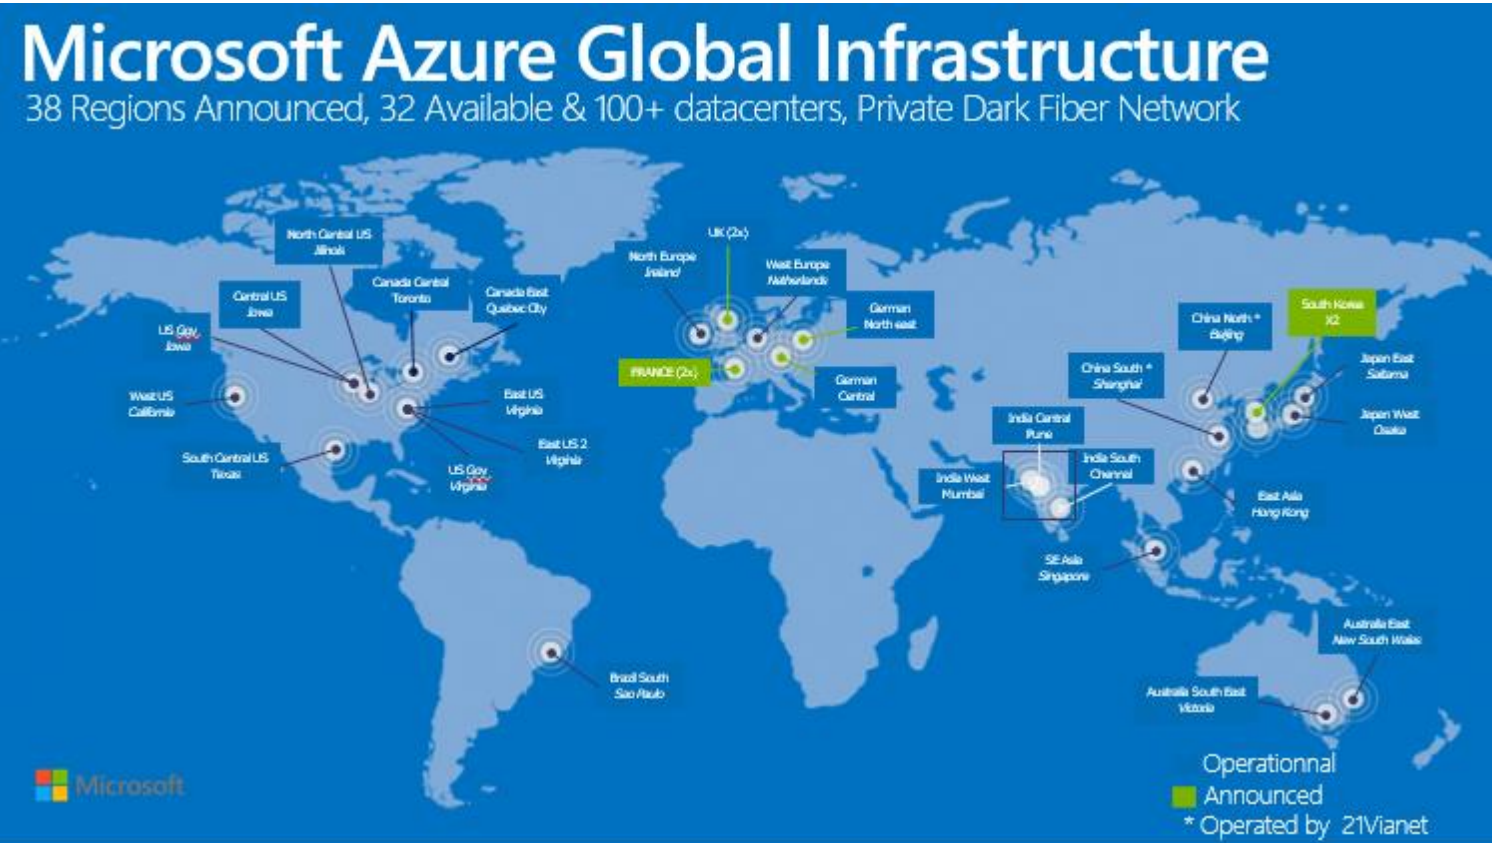 Microsoft Azure Global Infrastructure
38 Regions Announced, 32 Available & 100+ datacenters, Private Dark Fiber Network
North Central US
Illinois
Central US
Iowa
Canada Central
Toronto
Canada East
Quebec City
US Gov
Iowa
West US
California
South Central US
Texas
East US
Virginia
East US 2
Virginia
US Gov
Virginia
Brazil South
Sao Paulo
UK (2x)
North Europe
Ireland
West Europe
Netherlands
German
North east
FRANCE (2x)
German
Central
China North *
Beijing
South Korea
X2
China South *
Shanghai
Japan East
Saitama
Japan West
Osaka
India Central
Pune
India South
Chennai
India West
Mumbai
East Asia
Hong Kong
SE Asia
Singapore
Australia East
New South Wales
Australia South East
Victoria
Microsoft
Operationnal
Announced
* Operated by 21Vianet